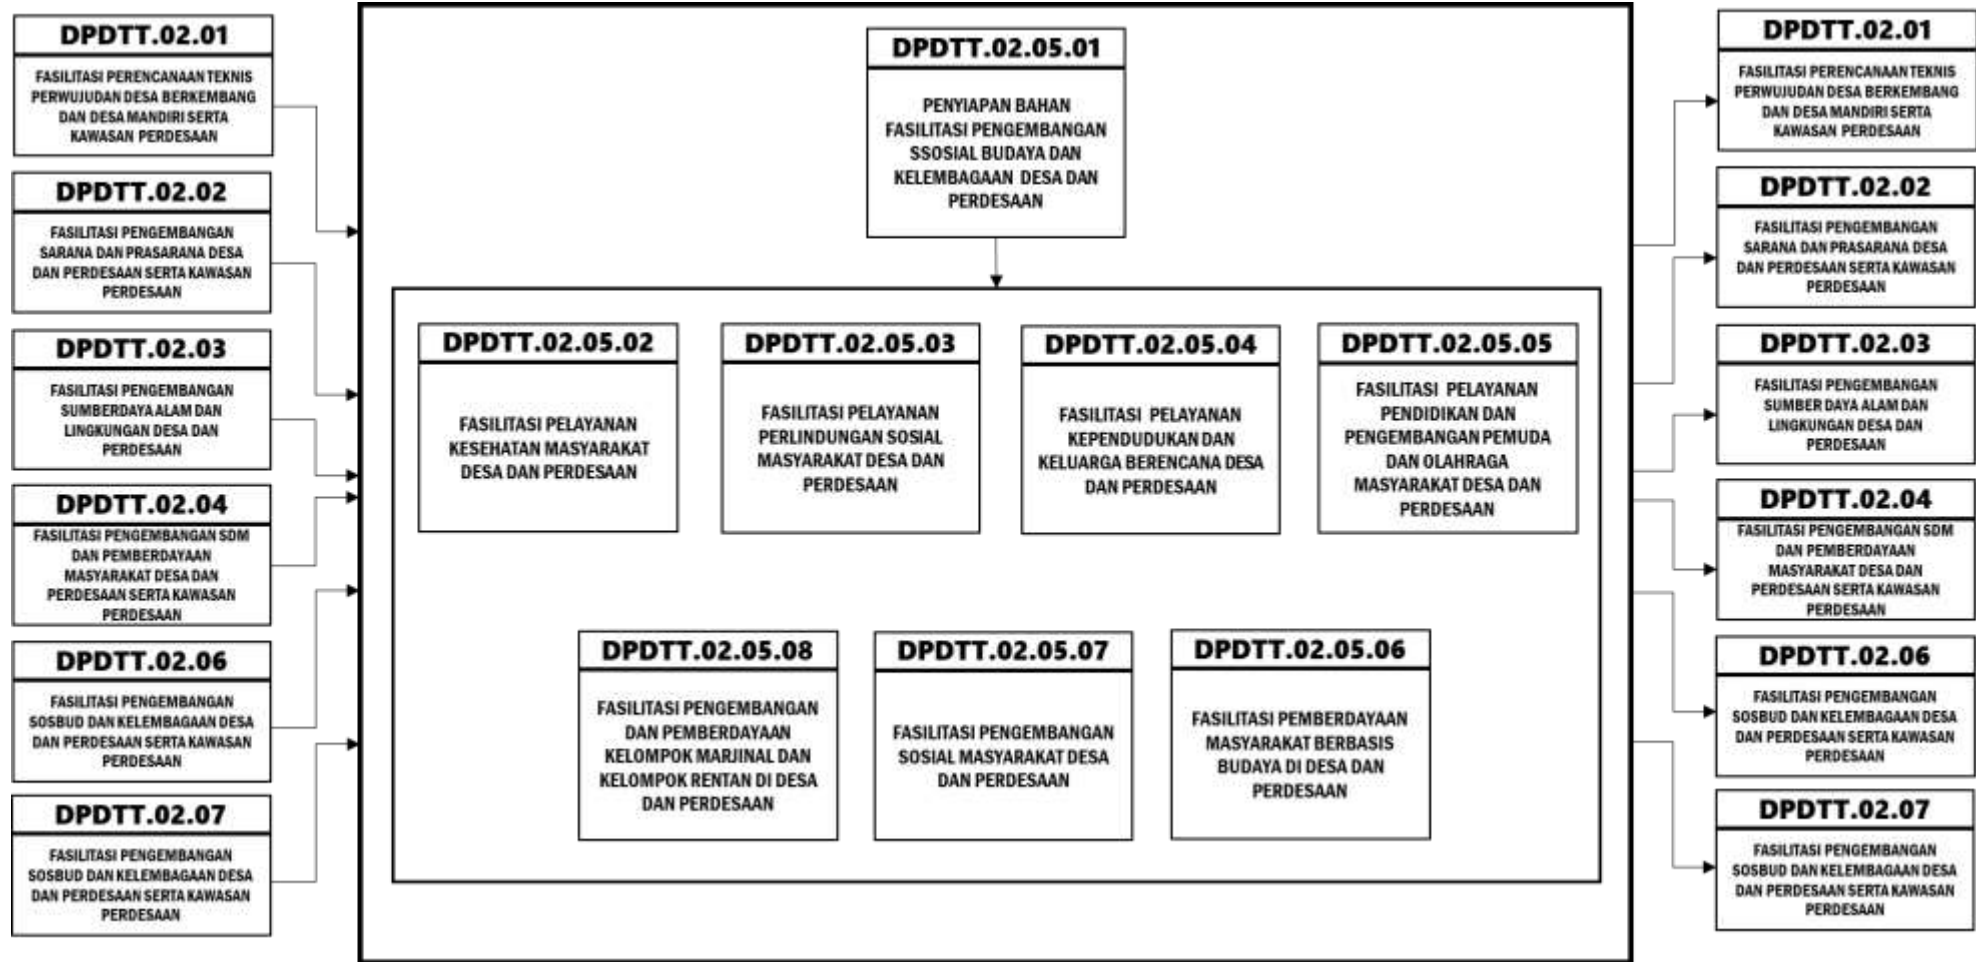 DPDTT.02.01
FASILITASI PERENCANAAN TEKNIS
PERWUJUDAN DESA BERKEMBANG
DAN DESA MANDIRI SERTA
KAWASAN PERDESAAN
DPDTT.02.02
FASILITASI PENGEMBANGAN
SARANA DAN PRASARANA DESA
DAN PERDESAAN SERTA KAWASAN
PERDESAAN
DPDTT.02.03
FASILITASI PENGEMBANGAN
SUMBERDAYA ALAM DAN
LINGKUNGAN DESA DAN
PERDESAAN
DPDTT.02.04
FASILITASI PENGEMBANGAN SDM
DAN PEMBERDAYAAN
MASYARAKAT DESA DAN
PERDESAAN SERTA KAWASAN
PERDESAAN
DPDTT.02.06
FASILITASI PENGEMBANGAN
SOSBUD DAN KELEMBAGAAN DESA
DAN PERDESAAN SERTA KAWASAN
PERDESAAN
DPDTT.02.07
FASILITASI PENGEMBANGAN
SOSBUD DAN KELEMBAGAAN DESA
DAN PERDESAAN SERTA KAWASAN
PERDESAAN
DPDTT.02.05.01
PENYIAPAN BAHAN
FASILITASI PENGEMBANGAN
SSOSIAL BUDAYA DAN
KELEMBAGAAN DESA DAN
PERDESAAN
DPDTT.02.05.02
FASILITASI PELAYANAN
KESEHATAN MASYARAKAT
DESA DAN PERDESAAN
DPDTT.02.05.03
FASILITASI PELAYANAN
PERLINDUNGAN SOSIAL
MASYARAKAT DESA DAN
PERDESAAN
DPDTT.02.05.04
FASILITASI PELAYANAN
KEPENDUDUKAN DAN
KELUARGA BERENCANA DESA
DAN PERDESAAN
DPDTT.02.05.05
FASILITASI PELAYANAN
PENDIDIKAN DAN
PENGEMBANGAN PEMUDA
DAN OLAHRAGA
MASYARAKAT DESA DAN
PERDESAAN
DPDTT.02.05.08
FASILITASI PENGEMBANGAN
DAN PEMBERDAYAAN
KELOMPOK MARJINAL DAN
KELOMPOK RENTAN DI DESA
DAN PERDESAAN
DPDTT.02.05.07
FASILITASI PENGEMBANGAN
SOSIAL MASYARAKAT DESA
DAN PERDESAAN
DPDTT.02.05.06
FASILITASI PEMBERDAYAAN
MASYARAKAT BERBASIS
BUDAYA DI DESA DAN
PERDESAAN
DPDTT.02.01
FASILITASI PERENCANAAN TEKNIS
PERWUJUDAN DESA BERKEMBANG
DAN DESA MANDIRI SERTA
KAWASAN PERDESAAN
DPDTT.02.02
FASILITASI PENGEMBANGAN
SARANA DAN PRASARANA DESA
DAN PERDESAAN SERTA KAWASAN
PERDESAAN
DPDTT.02.03
FASILITASI PENGEMBANGAN
SUMBER DAYA ALAM DAN
LINGKUNGAN DESA DAN
PERDESAAN
DPDTT.02.04
FASILITASI PENGEMBANGAN SDM
DAN PEMBERDAYAAN
MASYARAKAT DESA DAN
PERDESAAN SERTA KAWASAN
PERDESAAN
DPDTT.02.06
FASILITASI PENGEMBANGAN
SOSBUD DAN KELEMBAGAAN DESA
DAN PERDESAAN SERTA KAWASAN
PERDESAAN
DPDTT.02.07
FASILITASI PENGEMBANGAN
SOSBUD DAN KELEMBAGAAN DESA
DAN PERDESAAN SERTA KAWASAN
PERDESAAN